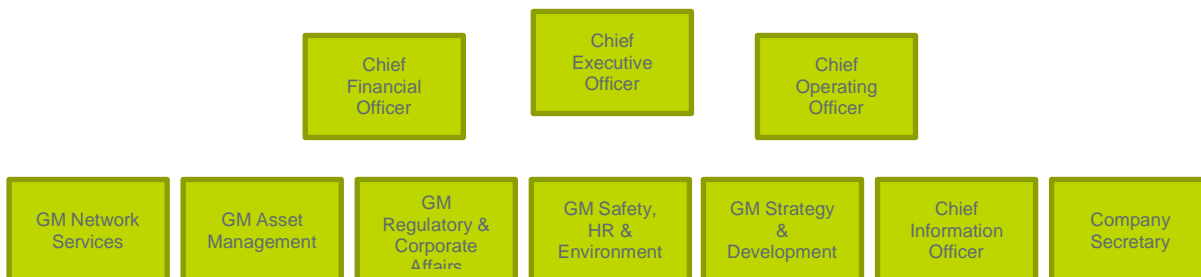 Chief
Executive
Officer
Chief
Financial
Officer
Chief
Operating
Officer
GM Network
Services
GM Asset
Management
GM
Regulatory &
Corporate
Affairs
GM Safety,
HR &
Environment
GM Strategy
&
Development
Chief
Information
Officer
Company
Secretary